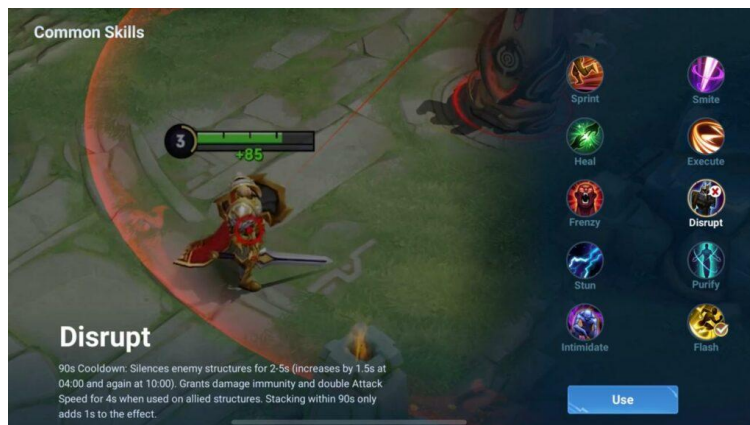 Common Skills
3
+85
Sprint
Smite
Heal
Execute
Frenzy
Disrupt
Stun
Purify
Intimidate
Flash
Disrupt
90s Cooldown: Silences enemy structures for 2-5s (increases by 1.5s at
04:00 and again at 10:00). Grants damage immunity and double Attack
Speed for 4s when used on allied structures. Stacking within 90s only
adds 1s to the effect.
Use